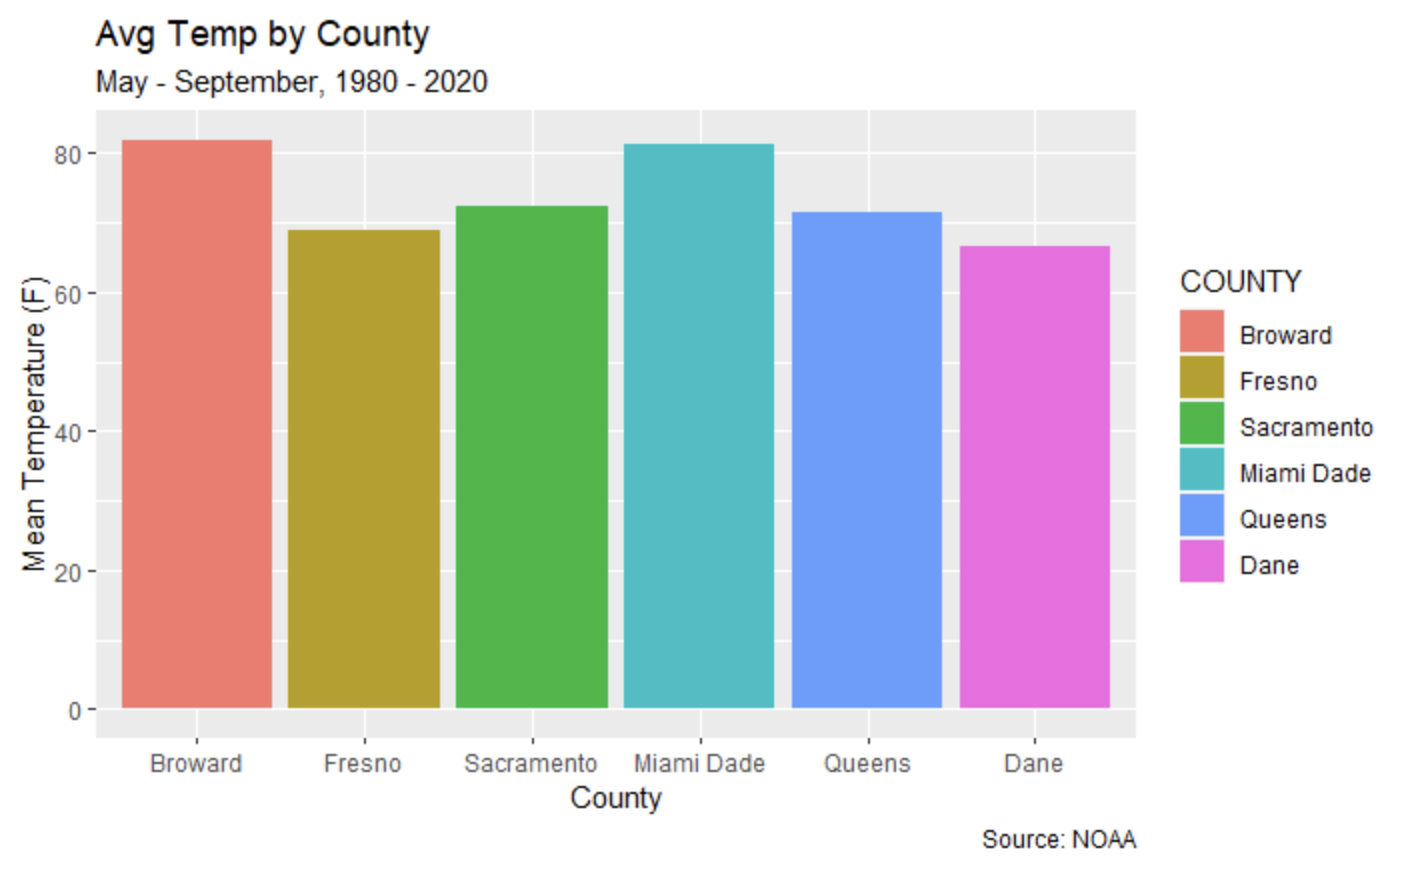 Avg Temp by County
May - September, 1980 - 2020
Mean Temperature (F)
80
60
40
20
0
Broward Fresno Sacramento Miami Dade Queens Dane
County
COUNTY
Broward
Fresno
Sacramento
Miami Dade
Queens
Dane
Source: NOAA